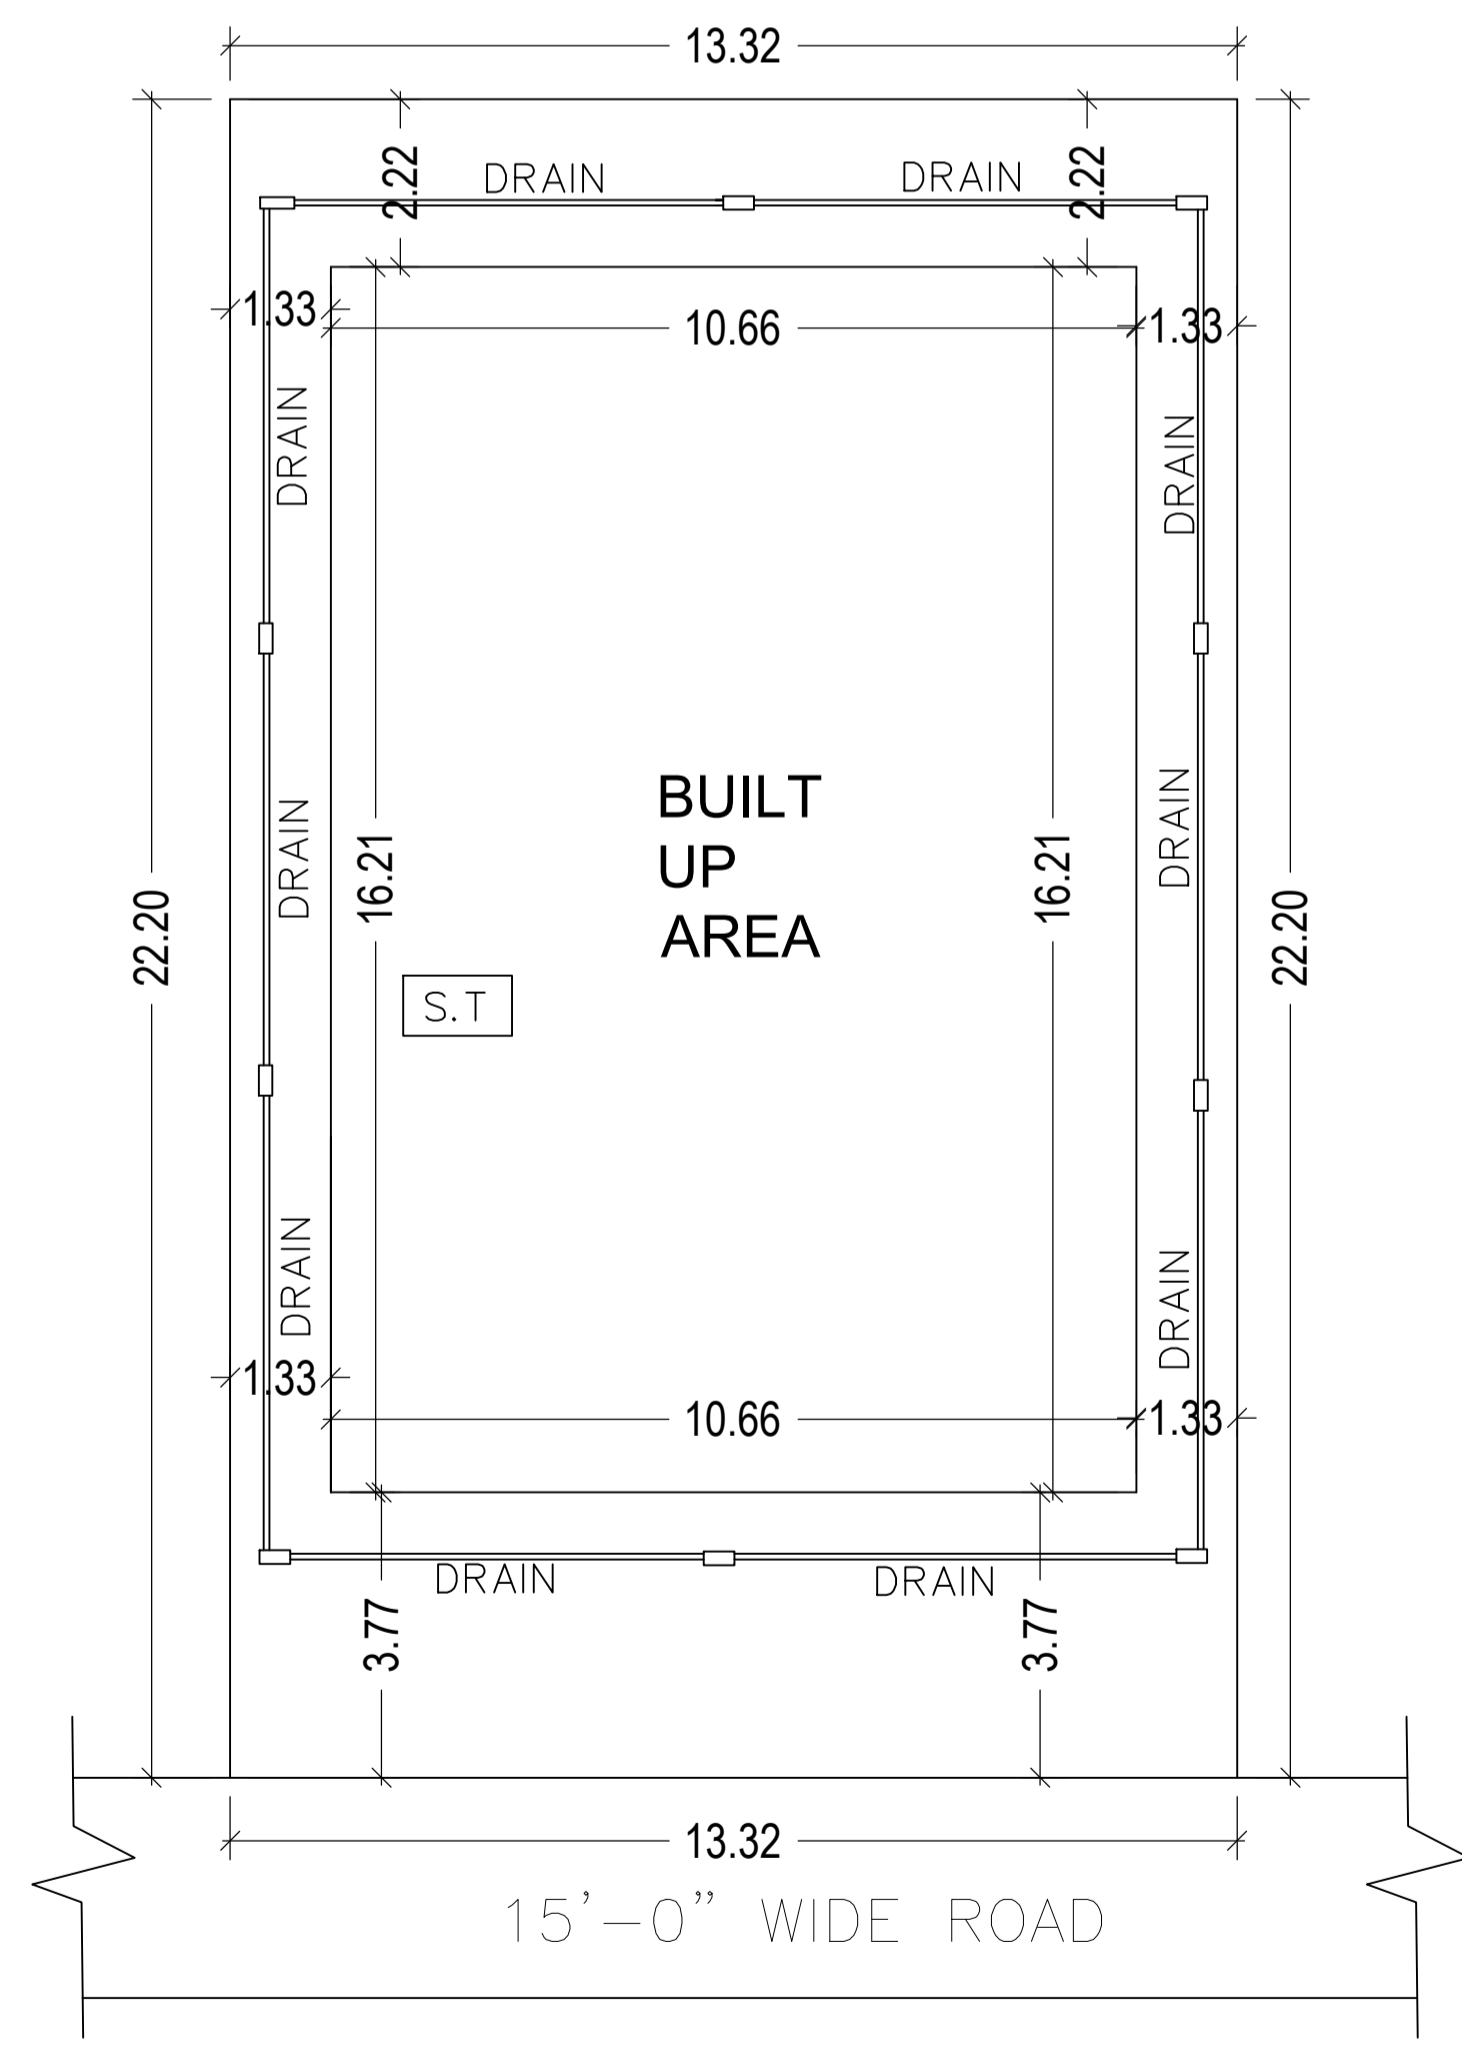 13.32
2.22
DRAIN
DRAIN
2.22
1.33
10.66
1.33
DRAIN
DRAIN
BUILT
UP
AREA
DRAIN
16.21
16.21
DRAIN
22.20
22.20
S.T
DRAIN
DRAIN
1.33
10.66
1.33
DRAIN
DRAIN
3.77
3.77
13.32
15’-0” WIDE ROAD